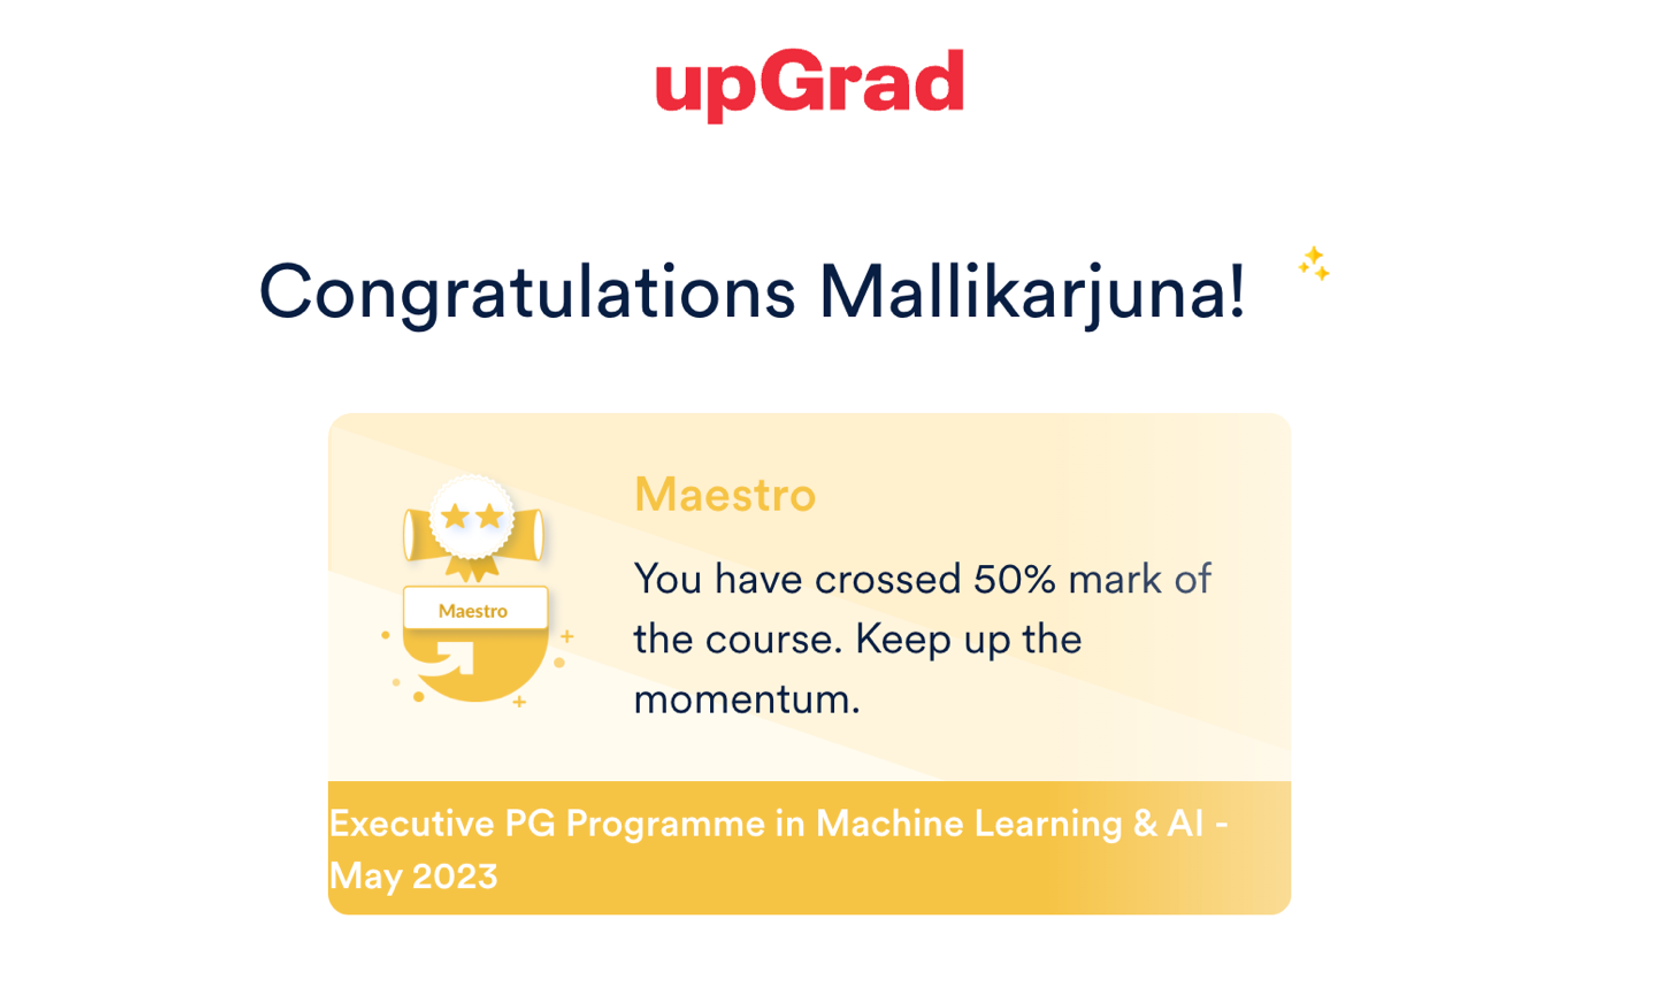 upGrad
Congratulations Mallikarjuna!
Maestro
Maestro
You have crossed 50% mark of
the course. Keep up the
momentum.
Executive PG Programme in Machine Learning & AI -
May 2023